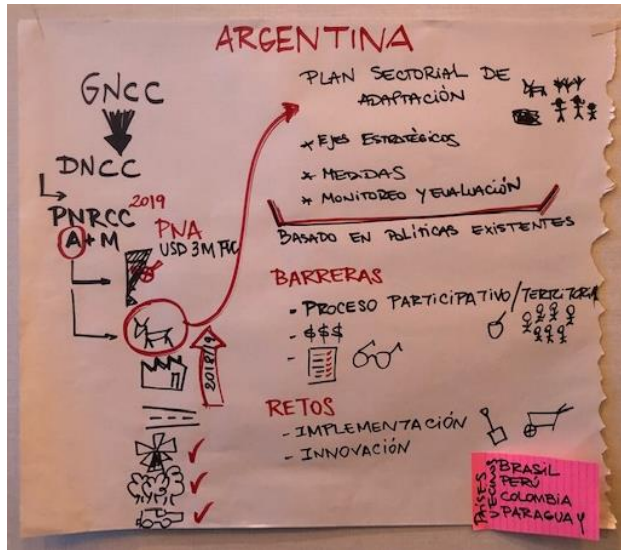 ARGENTINA
GNCC
DNCC
PNRCC
2019
A + M
PNA
USD 3M FVC
2018/19
PLAN SECTORIAL DE
ADAPTACIÓN
* EJES ESTRATÉGICOS
* MEDIDAS
* MONITOREO Y EVALUACIÓN
BASADO EN POLÍTICAS EXISTENTES
BARRERAS
- PROCESO PARTICIPATIVO/TERRITORIAL
- $$$
-
RETOS
- IMPLEMENTACIÓN
- INNOVACIÓN
PAÍSES
VECINOS
BRASIL
PERÚ
COLOMBIA
PARAGUAY